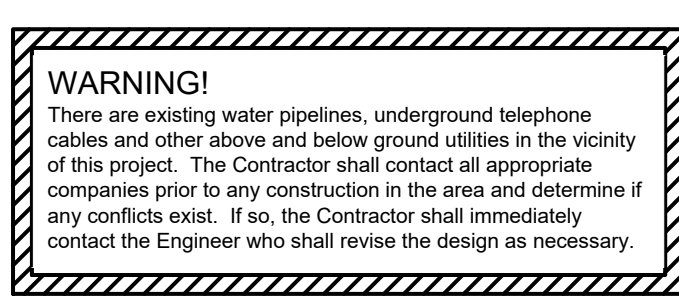 WARNING!
There are existing water pipelines, underground telephone
cables and other above and below ground utilities in the vicinity
of this project.  The Contractor shall contact all appropriate
companies prior to any construction in the area and determine if
any conflicts exist.  If so, the Contractor shall immediately
contact the Engineer who shall revise the design as necessary.